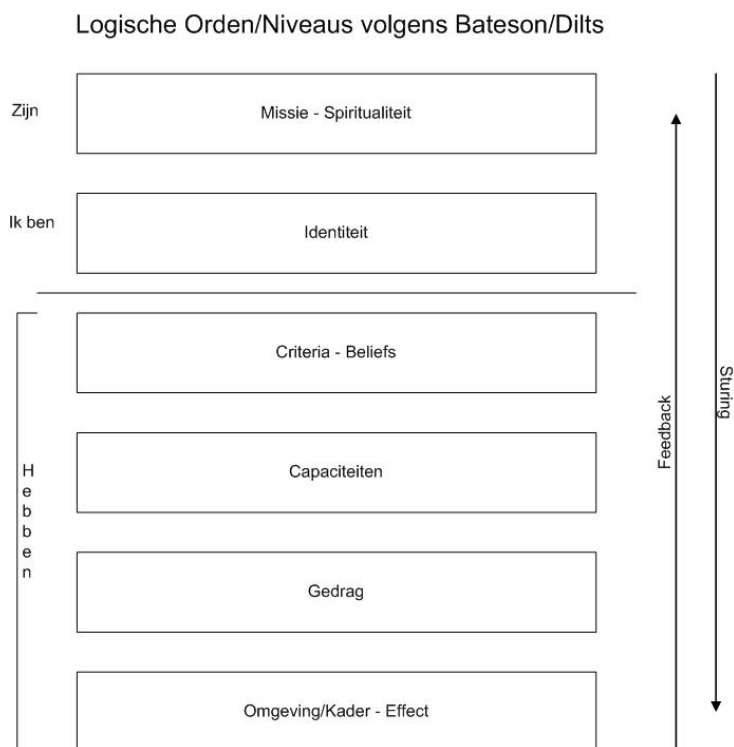 Logische Orden/Niveaus volgens Bateson/Dilts
Zijn
Missie - Spiritualiteit
Ik ben
Identiteit
Criteria - Beliefs
Hebben
Capaciteiten
Gedrag
Omgeving/Kader - Effect
Feedback
Sturing